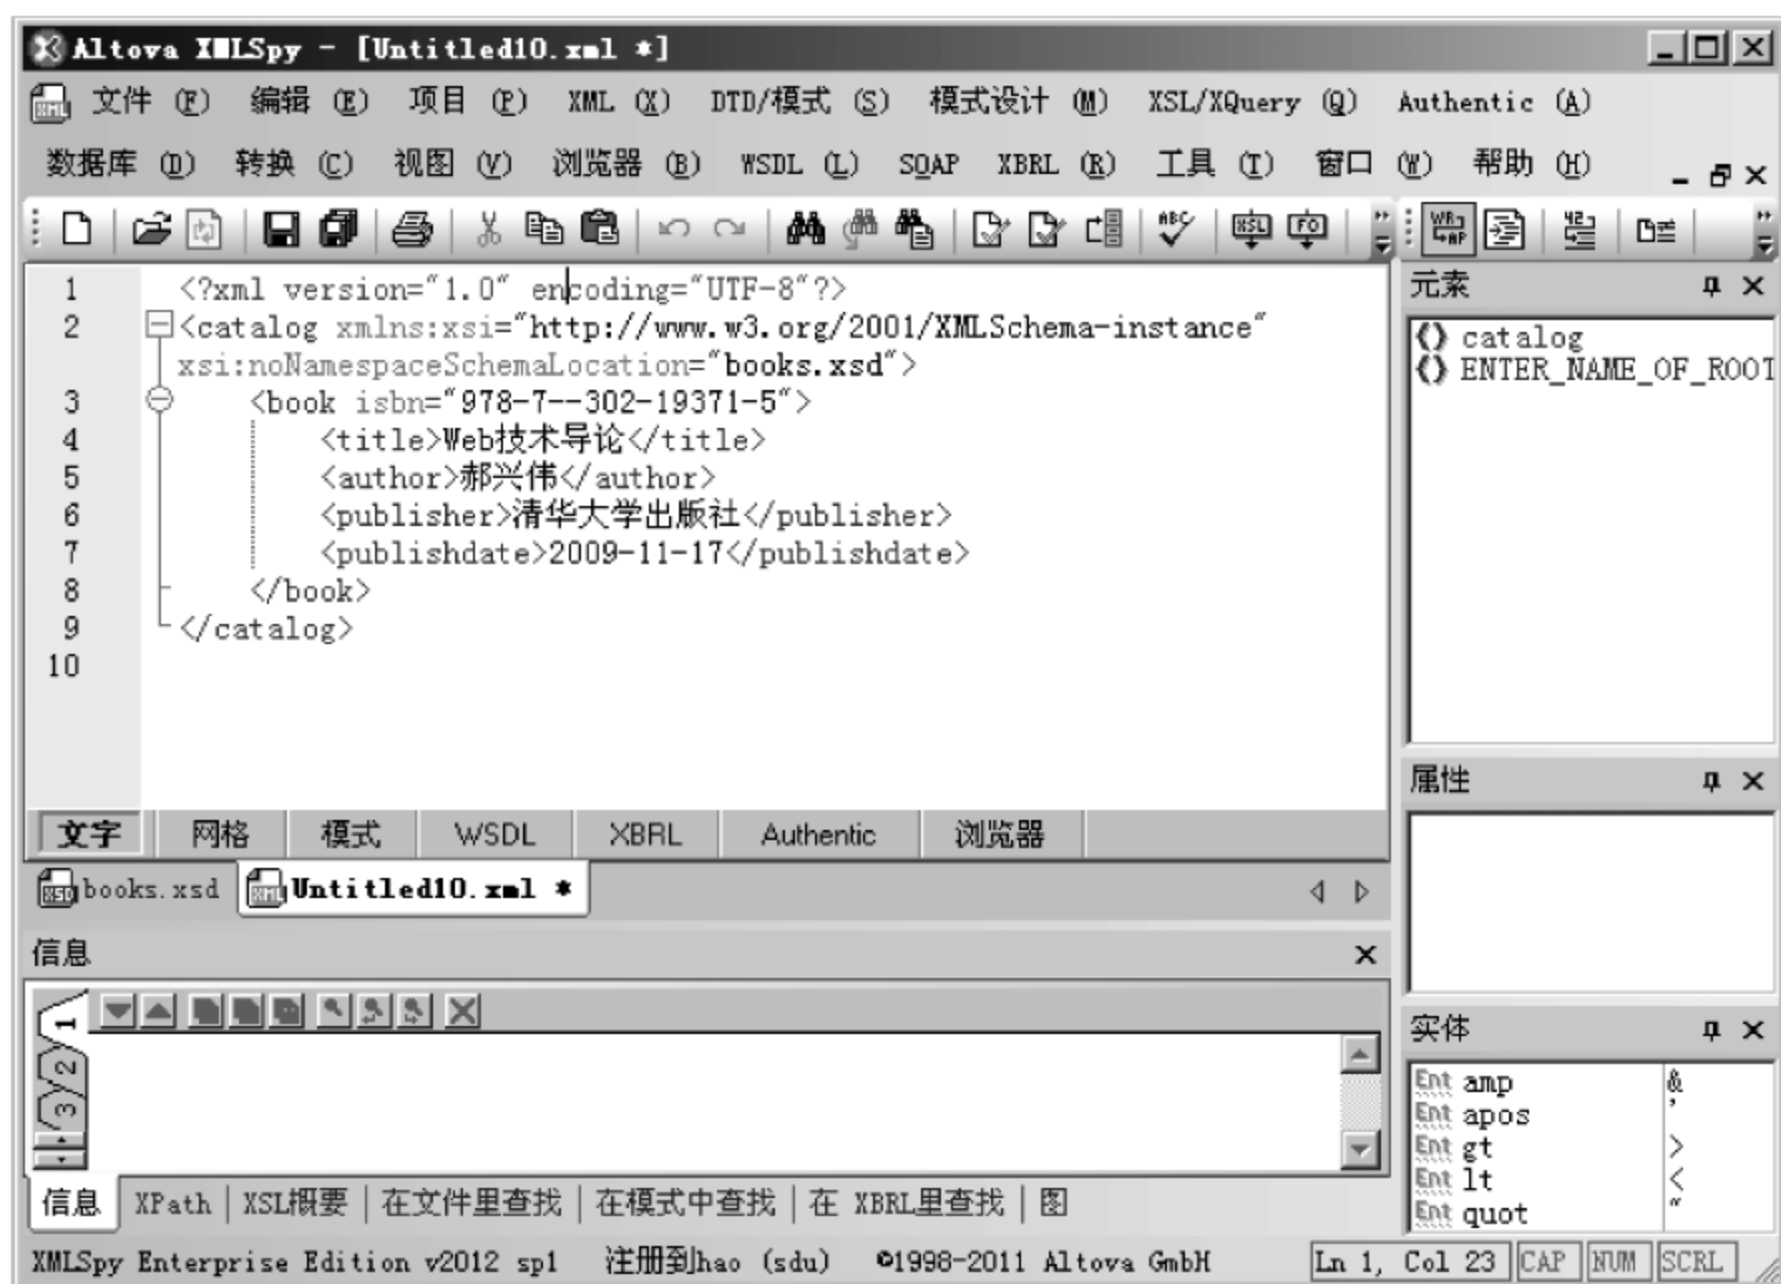 Altova XMLSpy - [Untitled10.xml *]
文件 (F) 编辑 (E) 项目 (P) XML (X) DTD/模式 (S) 模式设计 (M) XSL/XQuery (Q) Authentic (A)
数据库 (D) 转换 (C) 视图 (V) 浏览器 (B) WSDL (L) SOAP XBRL (R) 工具 (T) 窗口 (W) 帮助 (H)
ABC XSL FO
1 <?xml version="1.0" encoding="UTF-8"?>
2 <catalog xmlns:xsi="http://www.w3.org/2001/XMLSchema-instance"
xsi:noNamespaceSchemaLocation="books.xsd">
3 <book isbn="978-7--302-19371-5">
4 <title>Web技术导论</title>
5 <author>郝兴伟</author>
6 <publisher>清华大学出版社</publisher>
7 <publishdate>2009-11-17</publishdate>
8 </book>
9 </catalog>
10
文字 网格 模式 WSDL XBRL Authentic 浏览器
books.xsd Untitled10.xml *
信息
1
2
3
信息 XPath XSL概要 在文件里查找 在模式中查找 在 XBRL里查找 图
元素
catalog
ENTER_NAME_OF_ROOT
属性
实体
Ent amp &
Ent apos '
Ent gt >
Ent lt <
Ent quot "
XMLSpy Enterprise Edition v2012 sp1 注册到hao (sdu) ©1998-2011 Altova GmbH Ln 1, Col 23 CAP NUM SCRL